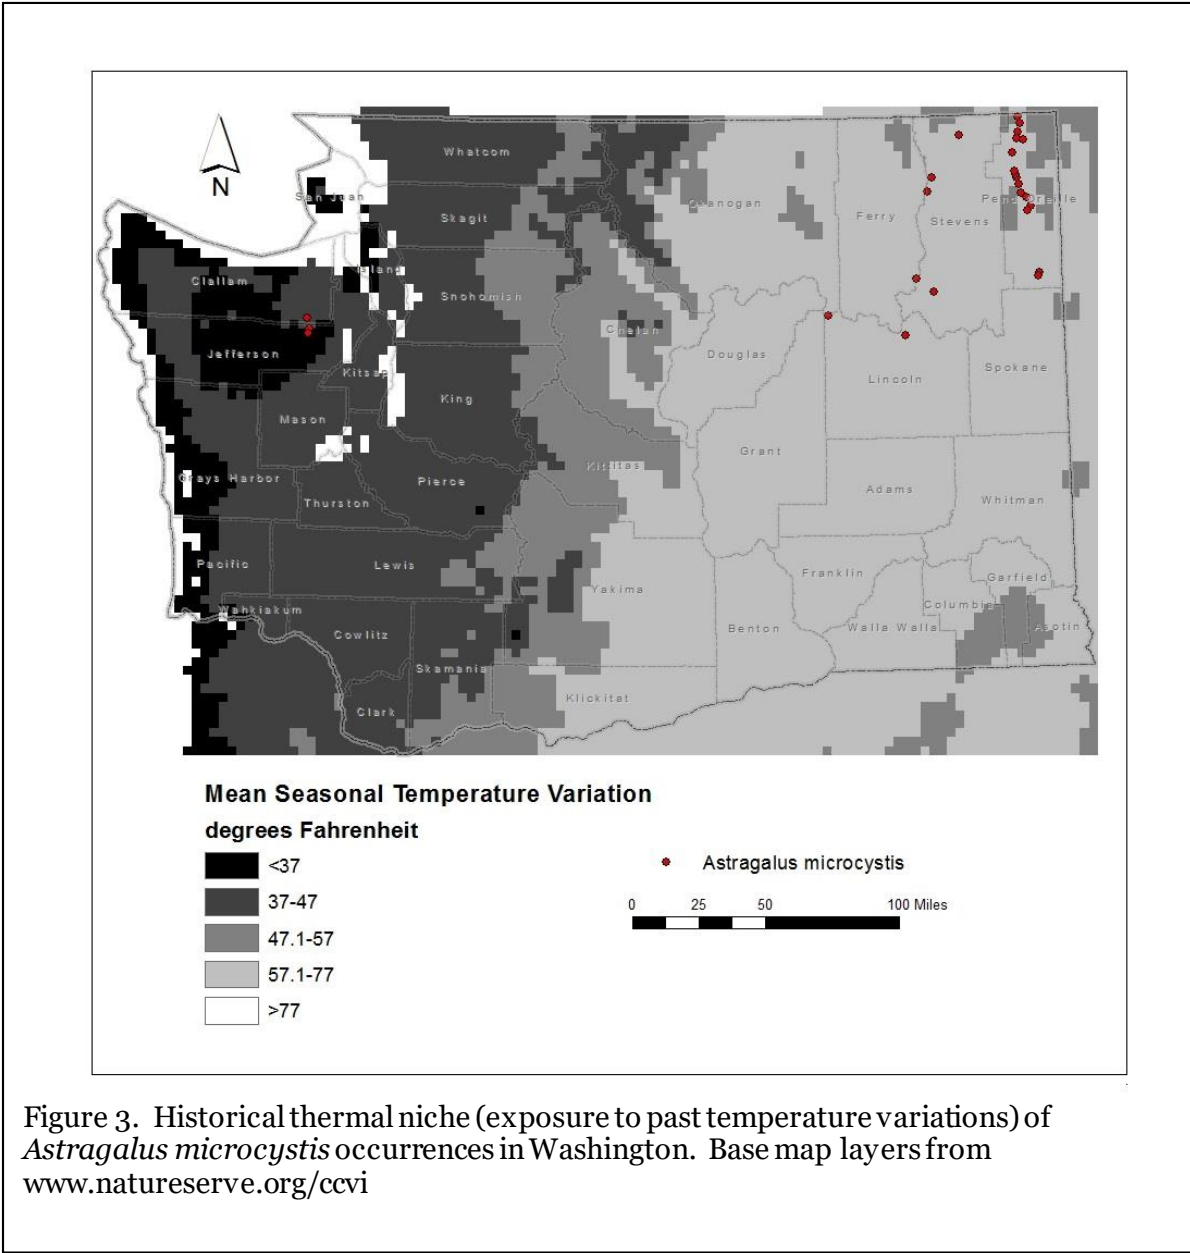 N
Whatcom
San Juan
Skagit
Okanogan
Ferry
Stevens
Pend Oreille
Clallam
Island
Snohomish
Chelan
Jefferson
Kitsap
King
Douglas
Lincoln
Spokane
Mason
Grant
Grays Harbor
Pierce
Kittitas
Adams
Whitman
Thurston
Pacific
Lewis
Yakima
Franklin
Garfield
Wahkiakum
Cowlitz
Columbia
Asotin
Benton
Walla Walla
Skamania
Clark
Klickitat
Mean Seasonal Temperature Variation
degrees Fahrenheit
<37
37-47
47.1-57
57.1-77
>77
Astragalus microcystis
0 25 50 100 Miles
Figure 3. Historical thermal niche (exposure to past temperature variations) of
Astragalus microcystis occurrences in Washington. Base map layers from
www.natureserve.org/ccvi